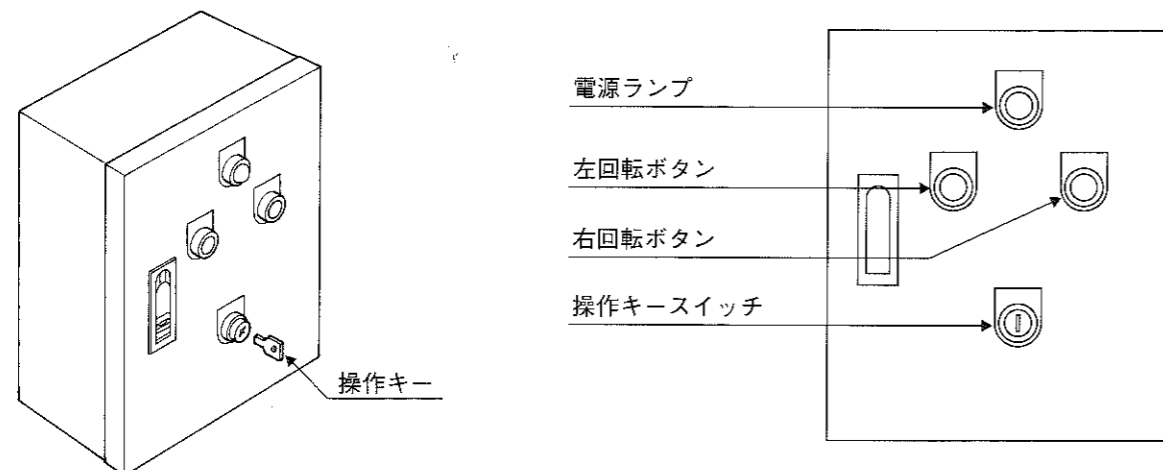 電源ランプ
左回転ボタン
右回転ボタン
操作キースイッチ
操作キー